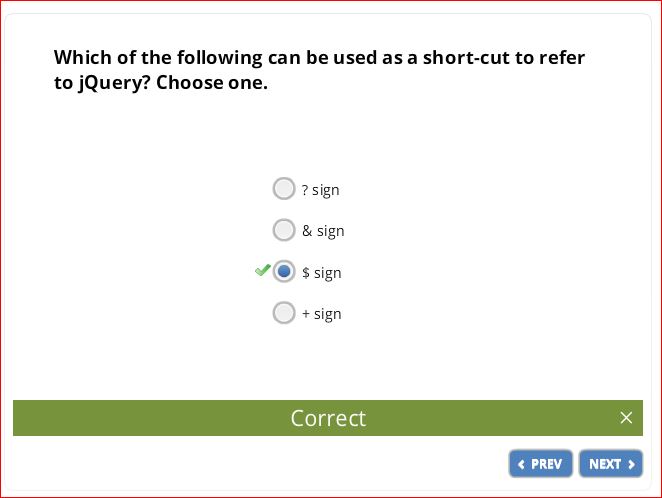 Which of the following can be used as a short-cut to refer
to jQuery? Choose one.
? sign
& sign
$ sign
+ sign
Correct
PREV
NEXT